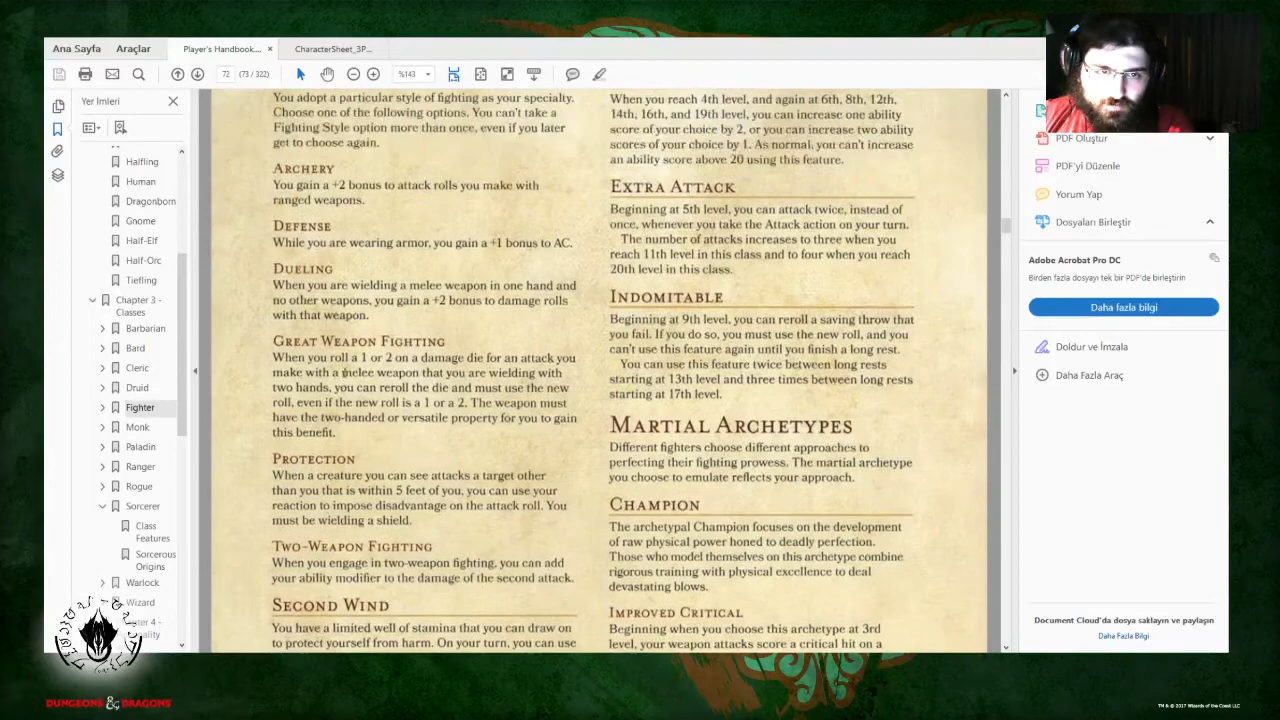 Ana Sayfa
Araçlar
Player's Handbook....
CharacterSheet_3P...
72
(73 / 322)
%143
Yer İmleri
Halfling
Human
Dragonborn
Gnome
Half-Elf
Half-Orc
Tiefling
Chapter 3 -
Classes
Barbarian
Bard
Cleric
Druid
Fighter
Monk
Paladin
Ranger
Rogue
Sorcerer
Class
Features
Sorcerous
Origins
Warlock
Wizard
You adopt a particular style of fighting as your specialty.
Choose one of the following options. You can't take a
Fighting Style option more than once, even if you later
get to choose again.
ARCHERY
You gain a +2 bonus to attack rolls you make with
ranged weapons.
DEFENSE
While you are wearing armor, you gain a +1 bonus to AC.
DUELING
When you are wielding a melee weapon in one hand and
no other weapons, you gain a +2 bonus to damage rolls
with that weapon.
GREAT WEAPON FIGHTING
When you roll a 1 or 2 on a damage die for an attack you
make with a melee weapon that you are wielding with
two hands, you can reroll the die and must use the new
roll, even if the new roll is a 1 or a 2. The weapon must
have the two-handed or versatile property for you to gain
this benefit.
PROTECTION
When a creature you can see attacks a target other
than you that is within 5 feet of you, you can use your
reaction to impose disadvantage on the attack roll. You
must be wielding a shield.
TWO-WEAPON FIGHTING
When you engage in two-weapon fighting, you can add
your ability modifier to the damage of the second attack.
SECOND WIND
You have a limited well of stamina that you can draw on
to protect yourself from harm. On your turn, you can use
When you reach 4th level, and again at 6th, 8th, 12th,
14th, 16th, and 19th level, you can increase one ability
score of your choice by 2, or you can increase two ability
scores of your choice by 1. As normal, you can't increase
an ability score above 20 using this feature.
EXTRA ATTACK
Beginning at 5th level, you can attack twice, instead of
once, whenever you take the Attack action on your turn.
The number of attacks increases to three when you
reach 11th level in this class and to four when you reach
20th level in this class.
INDOMITABLE
Beginning at 9th level, you can reroll a saving throw that
you fail. If you do so, you must use the new roll, and you
can't use this feature again until you finish a long rest.
You can use this feature twice between long rests
starting at 13th level and three times between long rests
starting at 17th level.
MARTIAL ARCHETYPES
Different fighters choose different approaches to
perfecting their fighting prowess. The martial archetype
you choose to emulate reflects your approach.
CHAMPION
The archetypal Champion focuses on the development
of raw physical power honed to deadly perfection.
Those who model themselves on this archetype combine
rigorous training with physical excellence to deal
devastating blows.
IMPROVED CRITICAL
Beginning when you choose this archetype at 3rd
level, your weapon attacks score a critical hit on a
PDF Oluştur
PDF'yi Düzenle
Yorum Yap
Dosyaları Birleştir
Adobe Acrobat Pro DC
Birden fazla dosyayı tek bir PDF'de birleştirin
Daha fazla bilgi
Doldur ve İmzala
Daha Fazla Araç
Document Cloud'da dosya saklayın ve paylaşın
Daha Fazla Bilgi
DUNGEONS & DRAGONS
TM & © 2017 Wizards of the Coast LLC